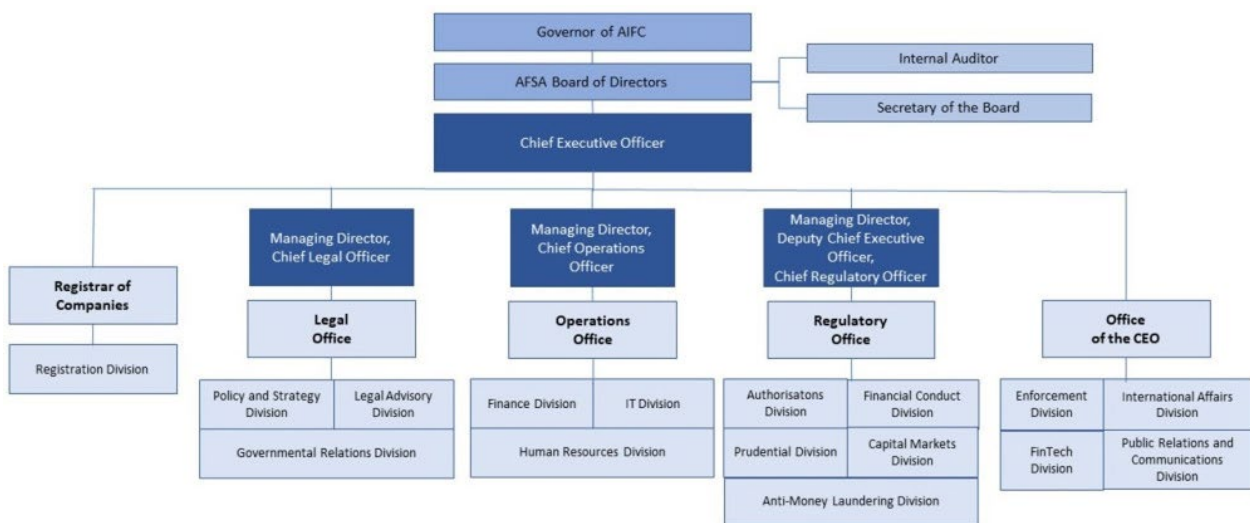 Governor of AIFC
AFSA Board of Directors
Internal Auditor
Secretary of the Board
Chief Executive Officer
Managing Director,
Chief Legal Officer
Managing Director,
Chief Operations
Officer
Managing Director,
Deputy Chief Executive
Officer,
Chief Regulatory Officer
Registrar of
Companies
Registration Division
Legal
Office
Policy and Strategy
Division
Legal Advisory
Division
Governmental Relations Division
Operations
Office
Finance Division
IT Division
Human Resources Division
Regulatory
Office
Authorisatons
Division
Financial Conduct
Division
Prudential Division
Capital Markets
Division
Anti-Money Laundering Division
Office
of the CEO
Enforcement
Division
International Affairs
Division
FinTech
Division
Public Relations and
Communications
Division